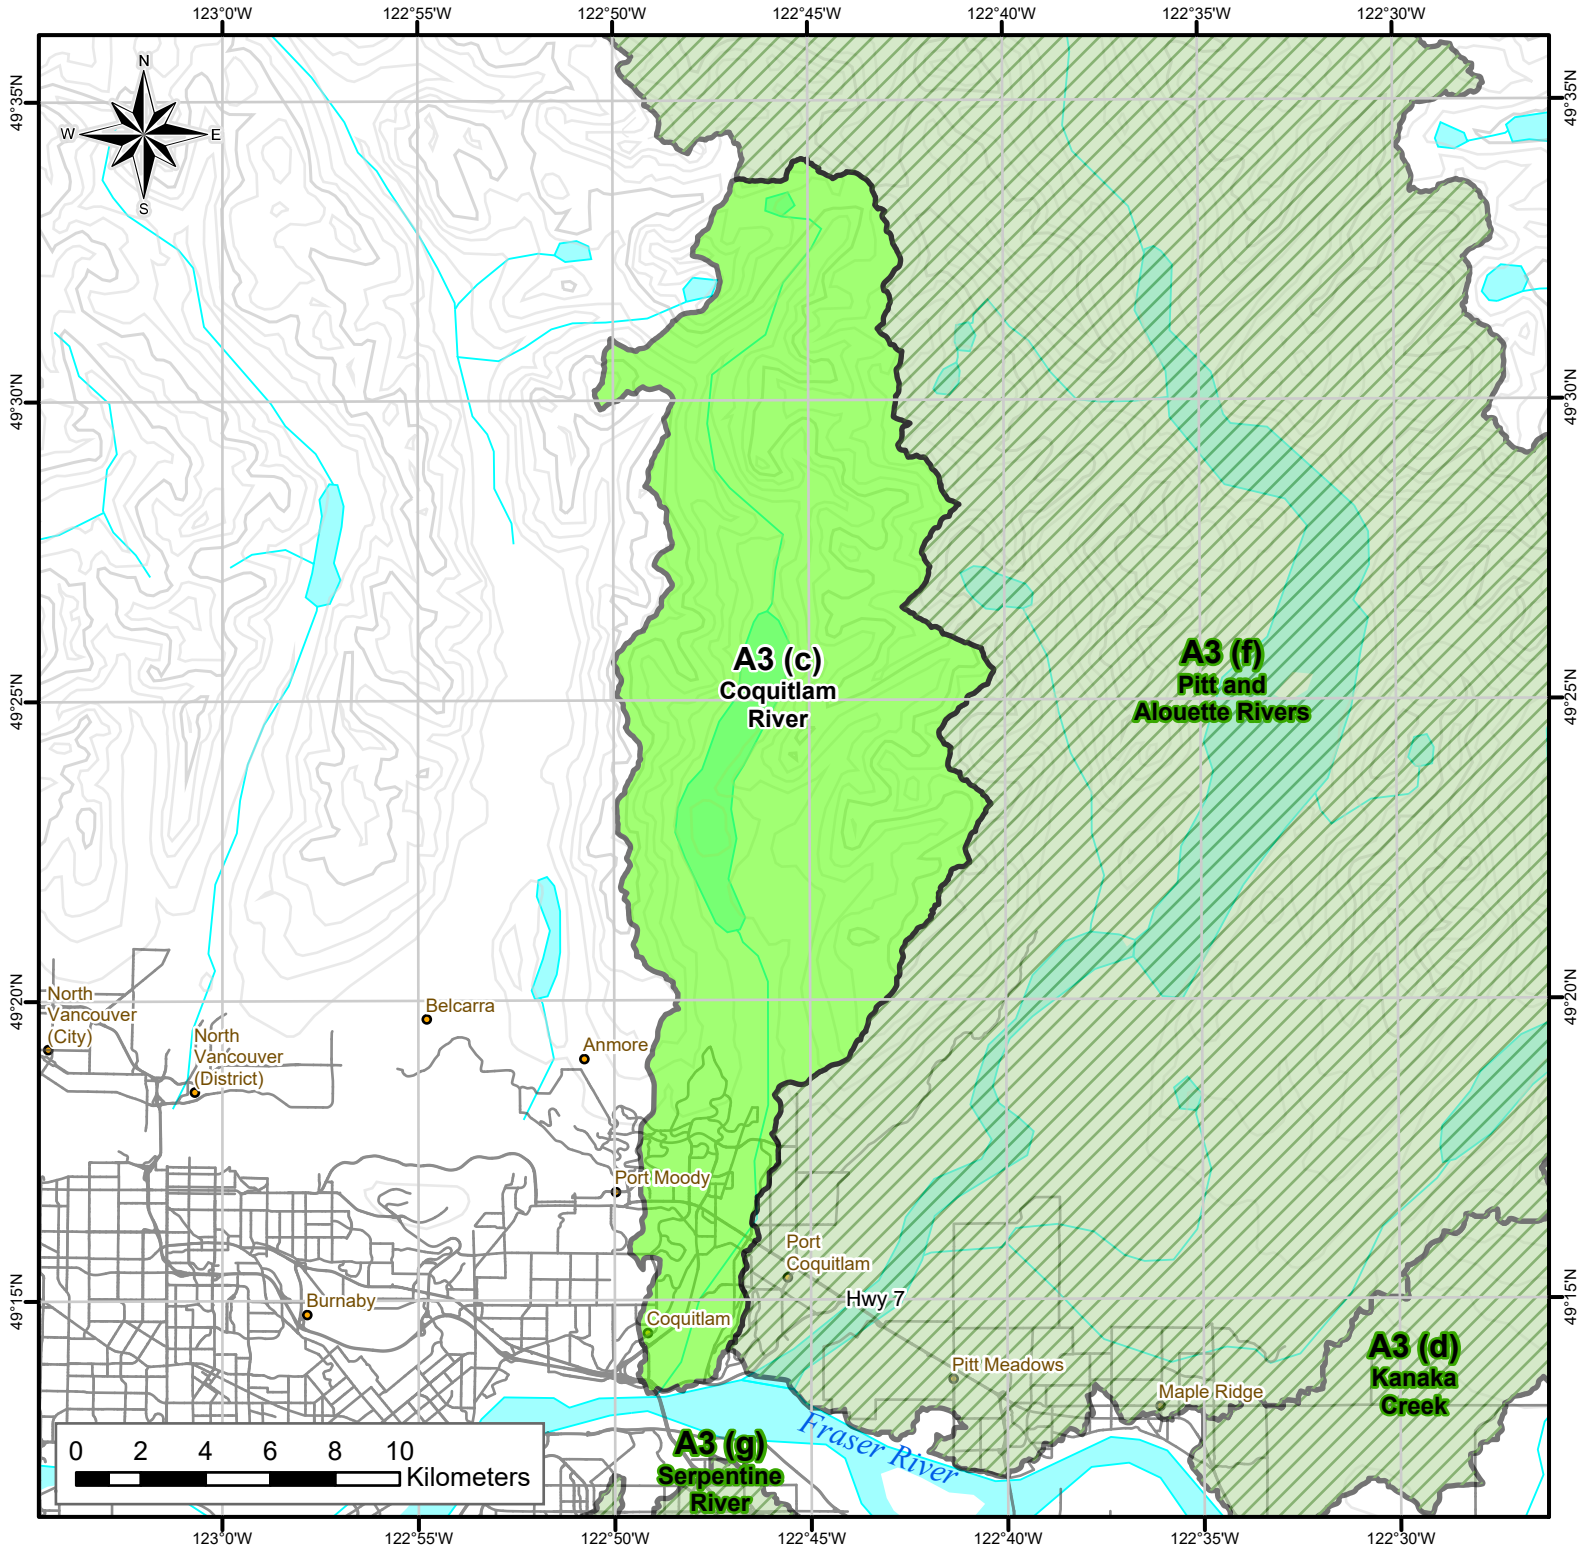 123°0'W 122°55'W 122°50'W 122°45'W 122°40'W 122°35'W 122°30'W
49°35'N 49°35'N
N
W E
S
49°30'N 49°30'N
A3 (f)
Pitt and
Alouette Rivers
A3 (c)
Coquitlam
River
49°25'N 49°25'N
49°20'N 49°20'N
North
Vancouver
(City)
Belcarra
North
Vancouver
(District)
Anmore
Port Moody
Port
Coquitlam
Hwy 7
49°15'N 49°15'N
Burnaby
Coquitlam
A3 (d)
Kanaka
Creek
Pitt Meadows
Maple Ridge
Fraser River
A3 (g)
Serpentine
River
0 2 4 6 8 10
Kilometers
123°0'W 122°55'W 122°50'W 122°45'W 122°40'W 122°35'W 122°30'W